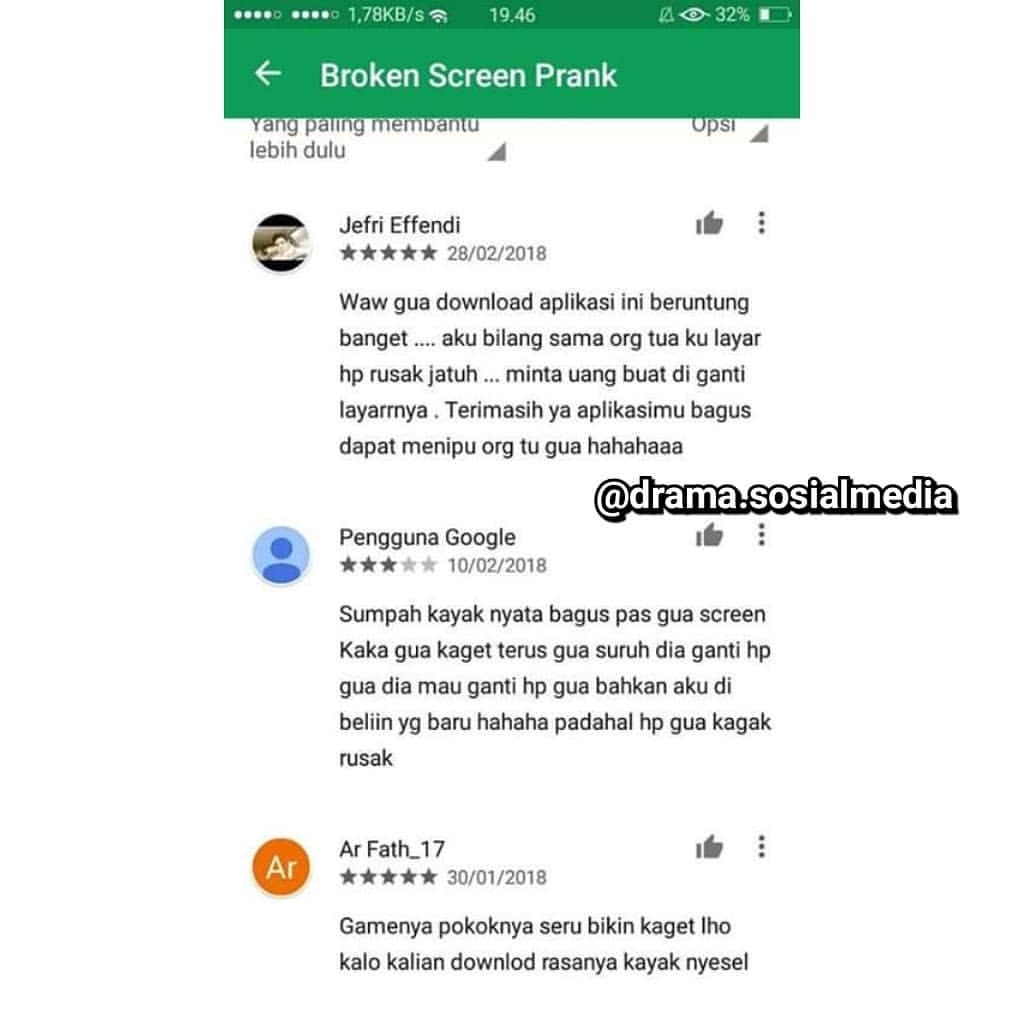 1,78KB/s 19.46 32%
Broken Screen Prank
Yang paling membantu
lebih dulu
Opsi
Jefri Effendi
28/02/2018
Waw gua download aplikasi ini beruntung
banget .... aku bilang sama org tua ku layar
hp rusak jatuh ... minta uang buat di ganti
layarrnya . Terimasih ya aplikasimu bagus
dapat menipu org tu gua hahahaaa
@drama.sosialmedia
Pengguna Google
10/02/2018
Sumpah kayak nyata bagus pas gua screen
Kaka gua kaget terus gua suruh dia ganti hp
gua dia mau ganti hp gua bahkan aku di
beliin yg baru hahaha padahal hp gua kagak
rusak
Ar
Ar Fath_17
30/01/2018
Gamenya pokoknya seru bikin kaget lho
kalo kalian downlod rasanya kayak nyesel